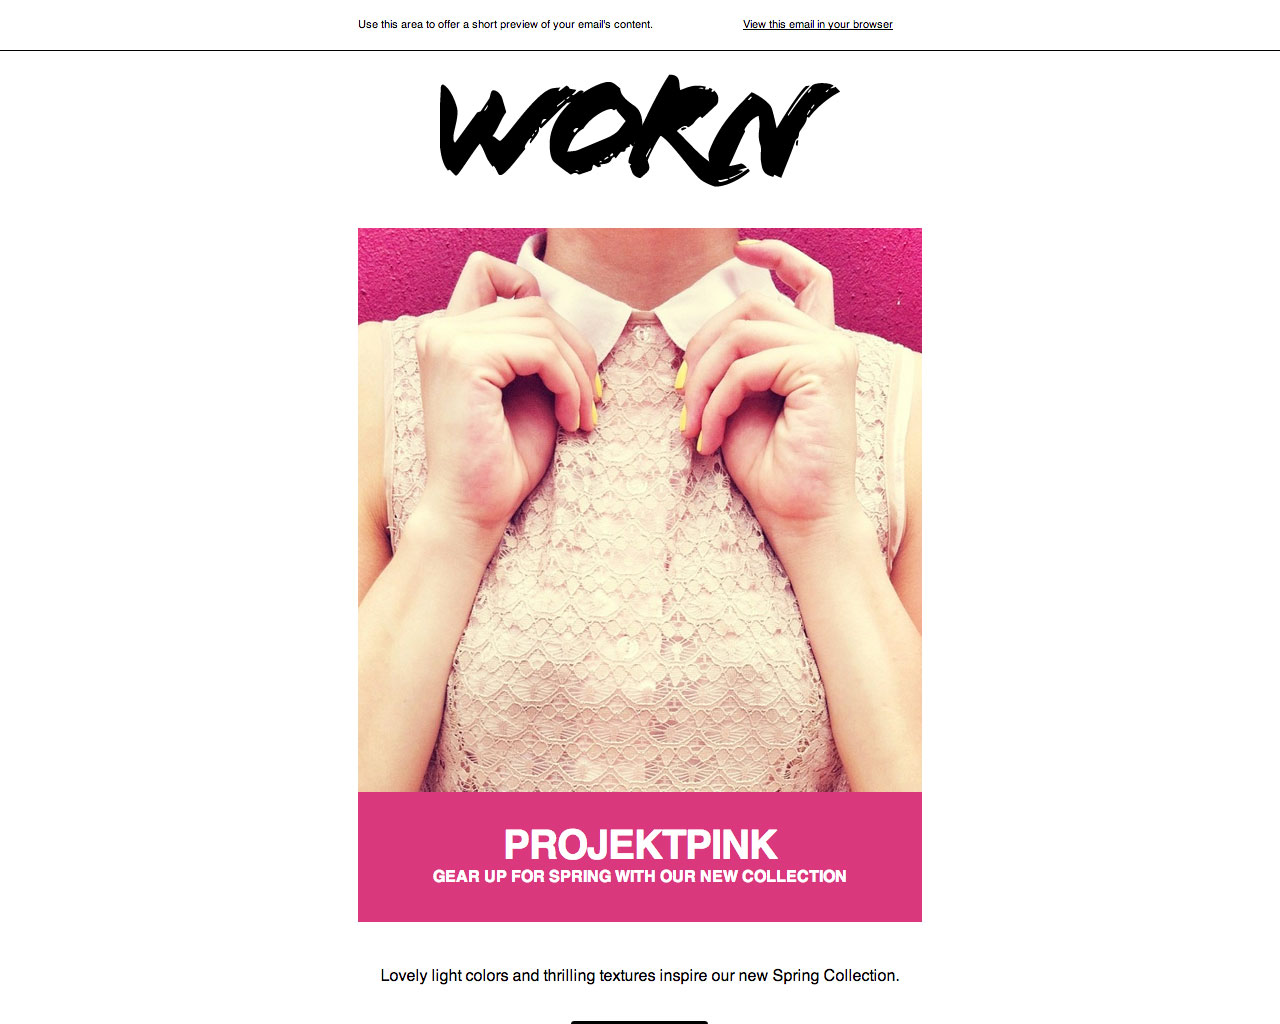 Use this area to offer a short preview of your email's content.
View this email in your browser
WORN
PROJEKTPINK
GEAR UP FOR SPRING WITH OUR NEW COLLECTION
Lovely light colors and thrilling textures inspire our new Spring Collection.